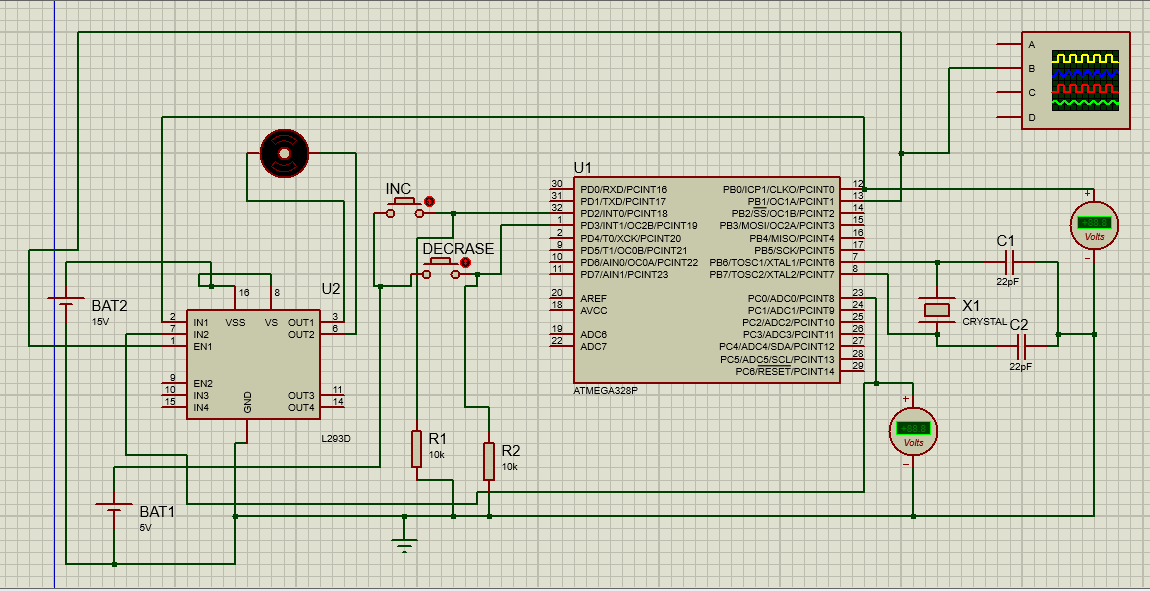 A
B
C
D
U1
INC
DECRASE
30 PD0/RXD/PCINT16
31 PD1/TXD/PCINT17
32 PD2/INT0/PCINT18
1 PD3/INT1/OC2B/PCINT19
2 PD4/T0/XCK/PCINT20
9 PD5/T1/OC0B/PCINT21
10 PD6/AIN0/OC0A/PCINT22
11 PD7/AIN1/PCINT23
20 AREF
18 AVCC
19 ADC6
22 ADC7
PB0/ICP1/CLKO/PCINT0 12
PB1/OC1A/PCINT1 13
PB2/SS/OC1B/PCINT2 14
PB3/MOSI/OC2A/PCINT3 15
PB4/MISO/PCINT4 16
PB5/SCK/PCINT5 17
PB6/TOSC1/XTAL1/PCINT6 7
PB7/TOSC2/XTAL2/PCINT7 8
PC0/ADC0/PCINT8 23
PC1/ADC1/PCINT9 24
PC2/ADC2/PCINT10 25
PC3/ADC3/PCINT11 26
PC4/ADC4/SDA/PCINT12 27
PC5/ADC5/SCL/PCINT13 28
PC6/RESET/PCINT14 29
ATMEGA328P
+
+88.8
Volts
−
C1
22pF
X1
CRYSTAL
C2
22pF
+
+88.8
Volts
−
BAT2
15V
U2
16
8
VSS
VS
2 IN1
7 IN2
1 EN1
9 EN2
10 IN3
15 IN4
OUT1 3
OUT2 6
OUT3 11
OUT4 14
GND
L293D
R1
10k
R2
10k
BAT1
5V